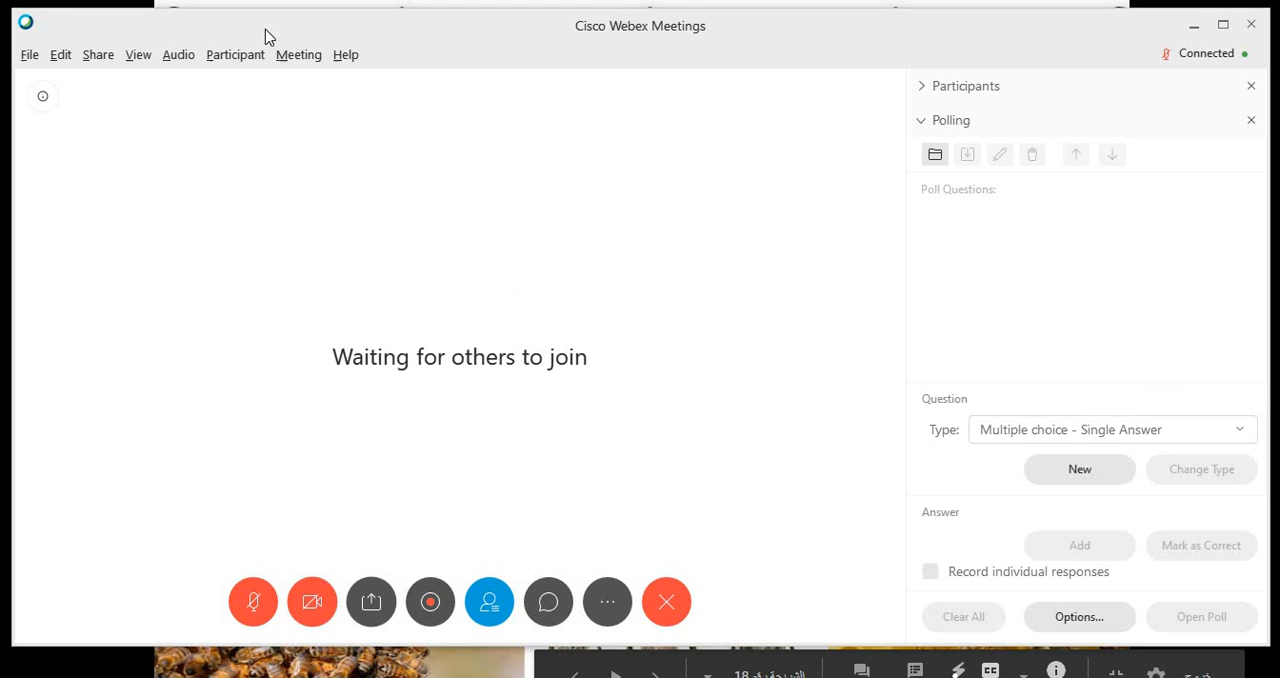 Cisco Webex Meetings
File Edit Share View Audio Participant Meeting Help
Connected
Participants
Polling
Poll Questions:
Waiting for others to join
Question
Type: Multiple choice - Single Answer
New Change Type
Answer
Add Mark as Correct
Record individual responses
Clear All Options... Open Poll
CC
18